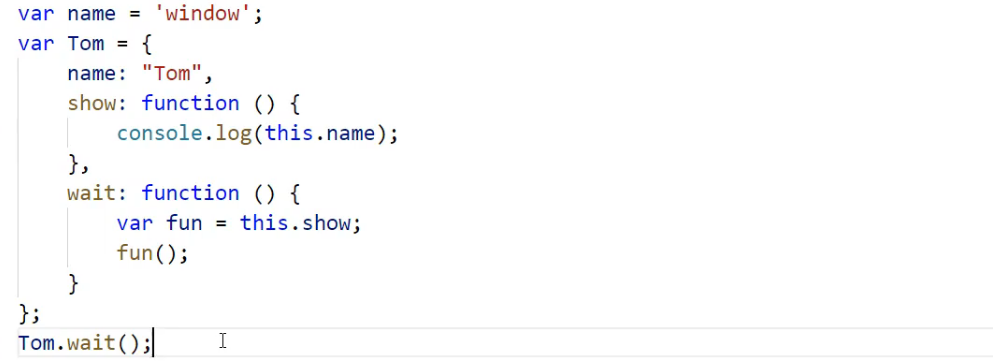 var name = 'window';
var Tom = {
    name: "Tom",
    show: function () {
        console.log(this.name);
    },
    wait: function () {
        var fun = this.show;
        fun();
    }
};
Tom.wait();